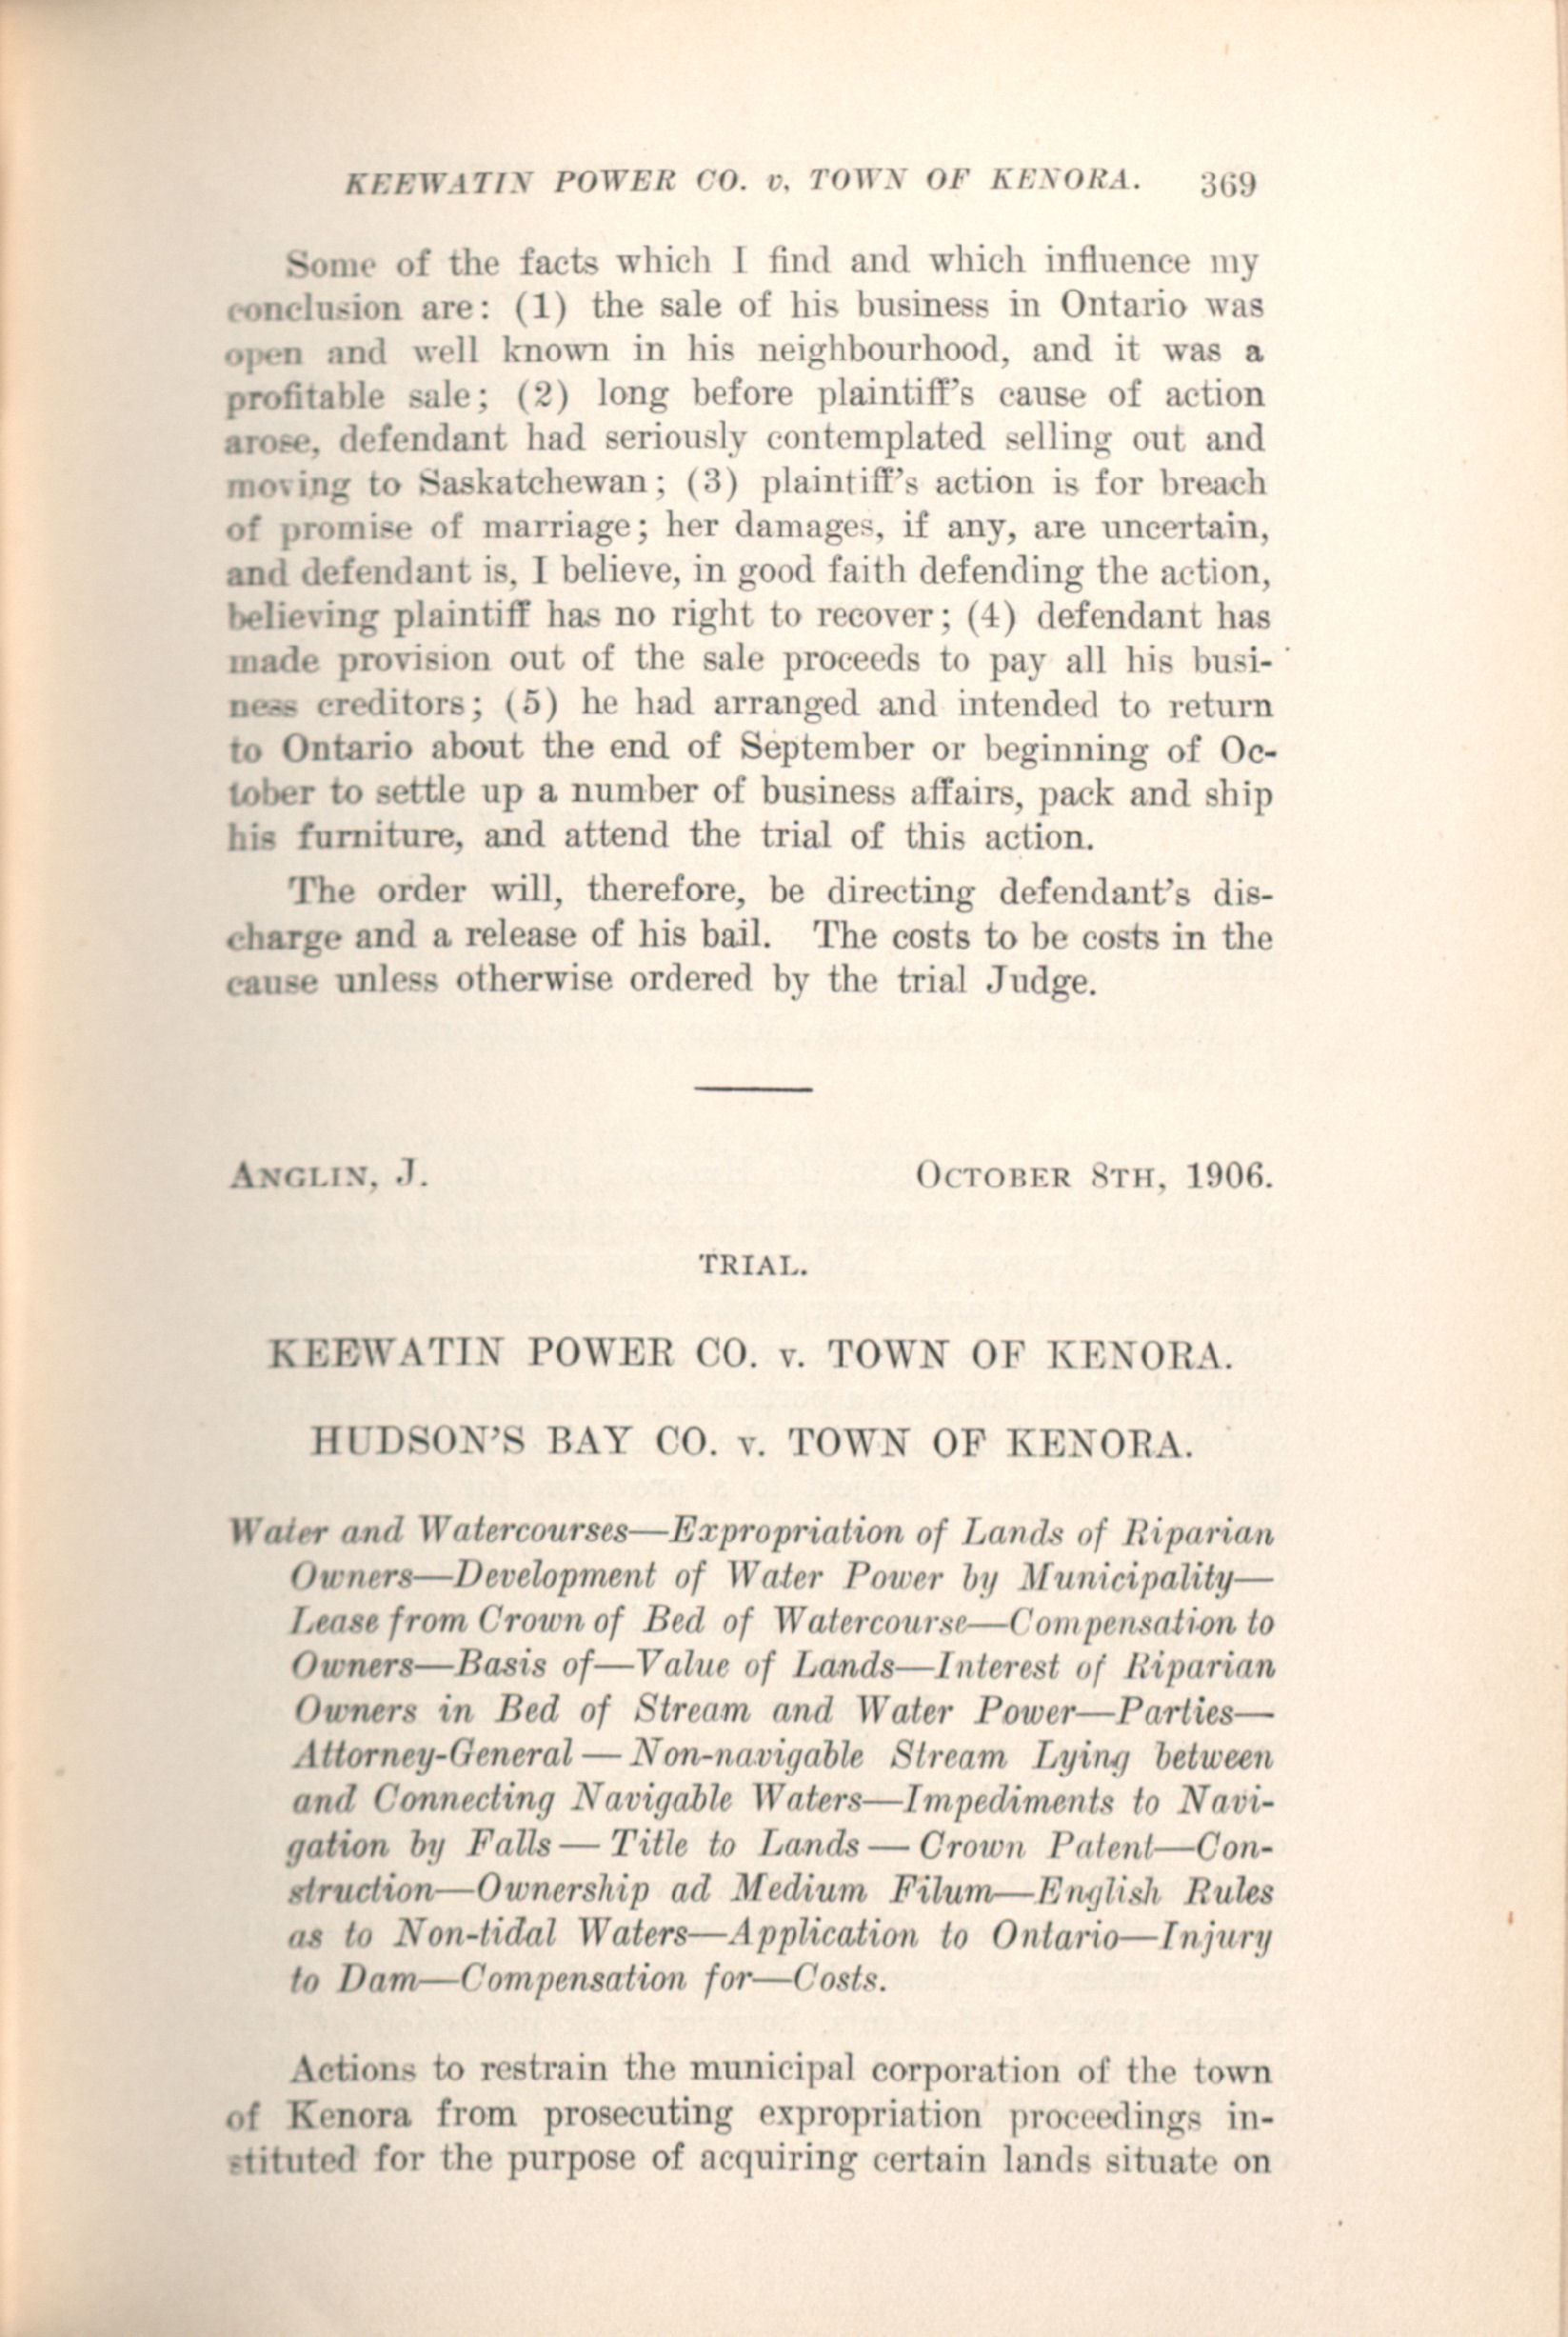 KEEWATIN POWER CO. v. TOWN OF KENORA. 369
Some of the facts which I find and which influence my
conclusion are: (1) the sale of his business in Ontario was
open and well known in his neighbourhood, and it was a
profitable sale; (2) long before plaintiff's cause of action
arose, defendant had seriously contemplated selling out and
moving to Saskatchewan; (3) plaintiff's action is for breach
of promise of marriage; her damages, if any, are uncertain,
and defendant is, I believe, in good faith defending the action,
believing plaintiff has no right to recover; (4) defendant has
made provision out of the sale proceeds to pay all his busi-
ness creditors; (5) he had arranged and intended to return
to Ontario about the end of September or beginning of Oc-
tober to settle up a number of business affairs, pack and ship
his furniture, and attend the trial of this action.
The order will, therefore, be directing defendant's dis-
charge and a release of his bail. The costs to be costs in the
cause unless otherwise ordered by the trial Judge.
ANGLIN, J. OCTOBER 8TH, 1906.
TRIAL.
KEEWATIN POWER CO. v. TOWN OF KENORA.
HUDSON'S BAY CO. v. TOWN OF KENORA.
Water and Watercourses—Expropriation of Lands of Riparian
Owners—Development of Water Power by Municipality—
Lease from Crown of Bed of Watercourse—Compensation to
Owners—Basis of—Value of Lands—Interest of Riparian
Owners in Bed of Stream and Water Power—Parties—
Attorney-General — Non-navigable Stream Lying between
and Connecting Navigable Waters—Impediments to Navi-
gation by Falls — Title to Lands — Crown Patent—Con-
struction—Ownership ad Medium Filum—English Rules
as to Non-tidal Waters—Application to Ontario—Injury
to Dam—Compensation for—Costs.
Actions to restrain the municipal corporation of the town
of Kenora from prosecuting expropriation proceedings in-
stituted for the purpose of acquiring certain lands situate on